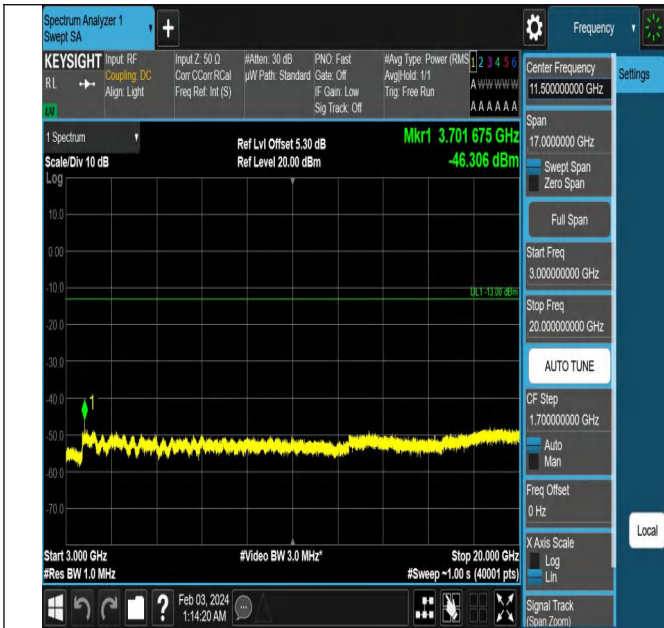 Spectrum Analyzer 1
Swept SA
+
Frequency
KEYSIGHT
RL
LXI
Input: RF
Coupling: DC
Align: Light
Input Z: 50 Ω
Corr CCorr RCal
Freq Ref: Int (S)
#Atten: 30 dB
µW Path: Standard
PNO: Fast
Gate: Off
IF Gain: Low
Sig Track: Off
#Avg Type: Power (RMS
Avg|Hold: 1/1
Trig: Free Run
1 2 3 4 5 6
A W W W W W
A A A A A A
1 Spectrum
Scale/Div 10 dB
Log
Ref Lvl Offset 5.30 dB
Ref Level 20.00 dBm
Mkr1 3.701 675 GHz
-46.306 dBm
10.0
0.00
-10.0
-20.0
-30.0
-40.0
-50.0
-60.0
-70.0
DL1 -13.00 dBm
1
Start 3.000 GHz
#Res BW 1.0 MHz
#Video BW 3.0 MHz*
Stop 20.000 GHz
#Sweep ~1.00 s (40001 pts)
Feb 03, 2024
1:14:20 AM
?
Center Frequency
11.500000000 GHz
Settings
Span
17.0000000 GHz
Swept Span
Zero Span
Full Span
Start Freq
3.000000000 GHz
Stop Freq
20.000000000 GHz
AUTO TUNE
CF Step
1.700000000 GHz
Auto
Man
Freq Offset
0 Hz
Local
X Axis Scale
Log
Lin
Signal Track
(Span Zoom)